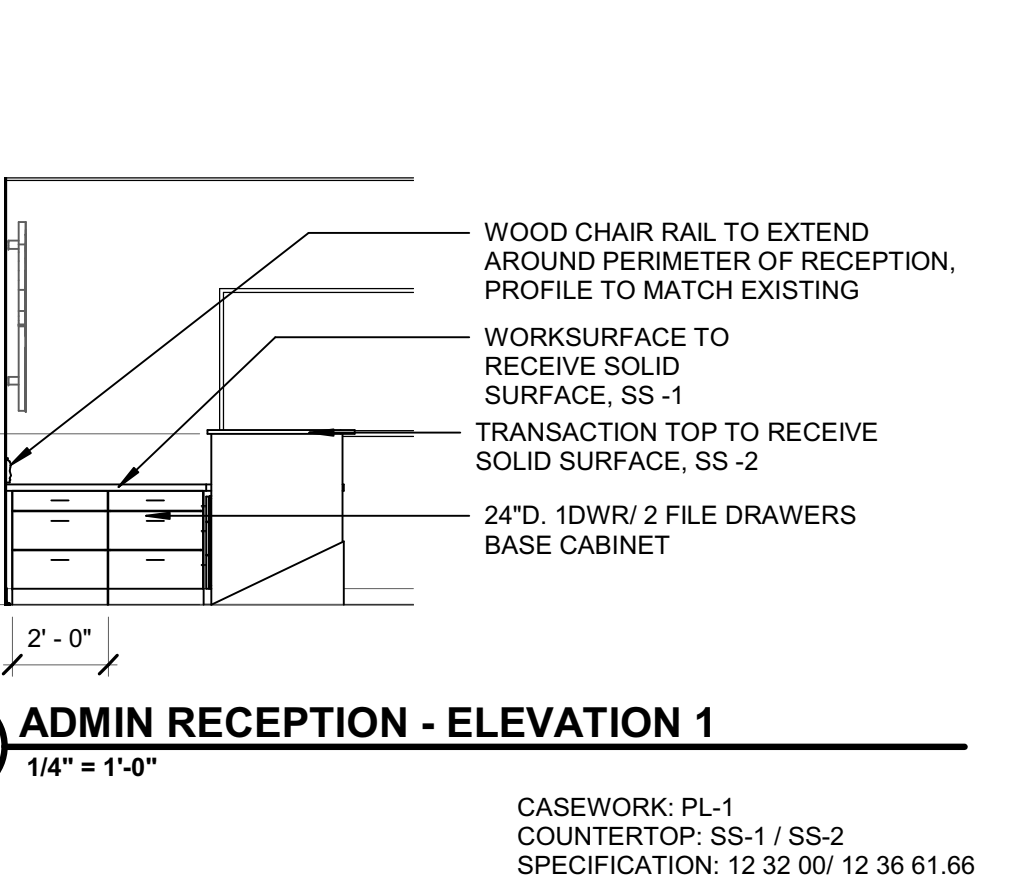 WOOD CHAIR RAIL TO EXTEND
AROUND PERIMETER OF RECEPTION,
PROFILE TO MATCH EXISTING
WORKSURFACE TO
RECEIVE SOLID
SURFACE, SS -1
TRANSACTION TOP TO RECEIVE
SOLID SURFACE, SS -2
24"D. 1DWR/ 2 FILE DRAWERS
BASE CABINET
2' - 0"
ADMIN RECEPTION - ELEVATION 1
1/4" = 1'-0"
CASEWORK: PL-1
COUNTERTOP: SS-1 / SS-2
SPECIFICATION: 12 32 00/ 12 36 61.66